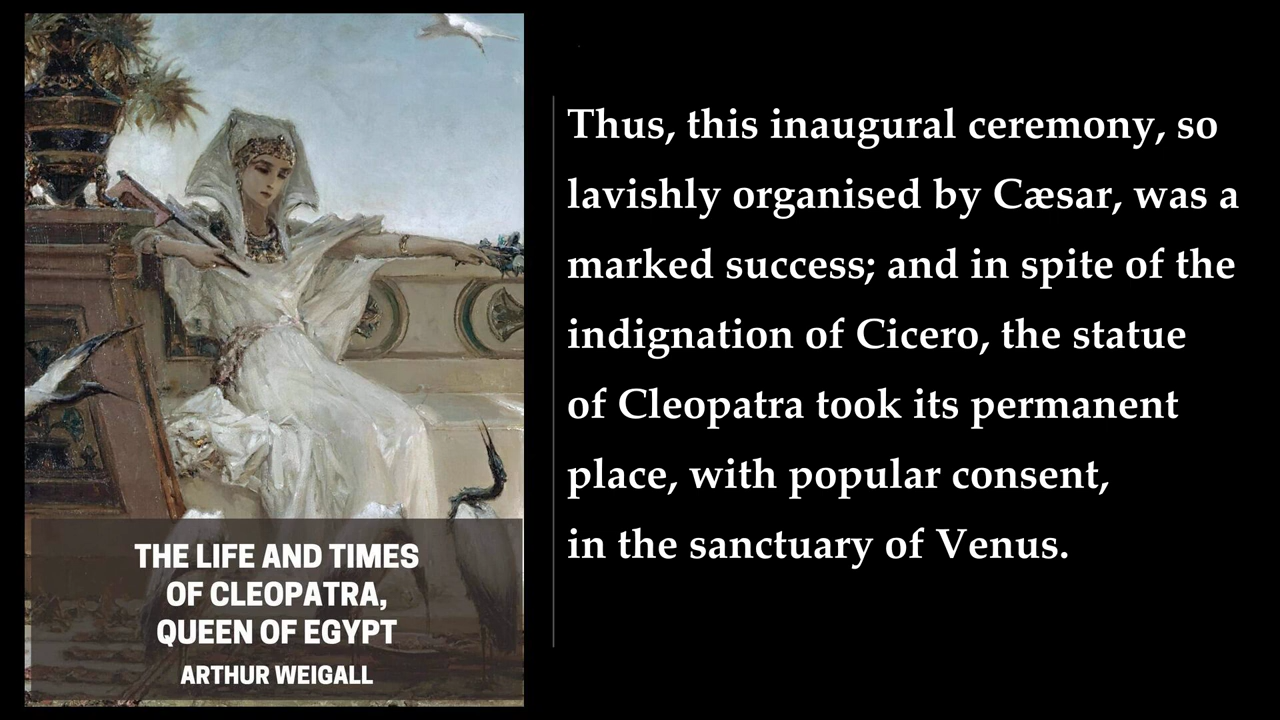 THE LIFE AND TIMES
OF CLEOPATRA,
QUEEN OF EGYPT
ARTHUR WEIGALL
Thus, this inaugural ceremony, so
lavishly organised by Cæsar, was a
marked success; and in spite of the
indignation of Cicero, the statue
of Cleopatra took its permanent
place, with popular consent,
in the sanctuary of Venus.